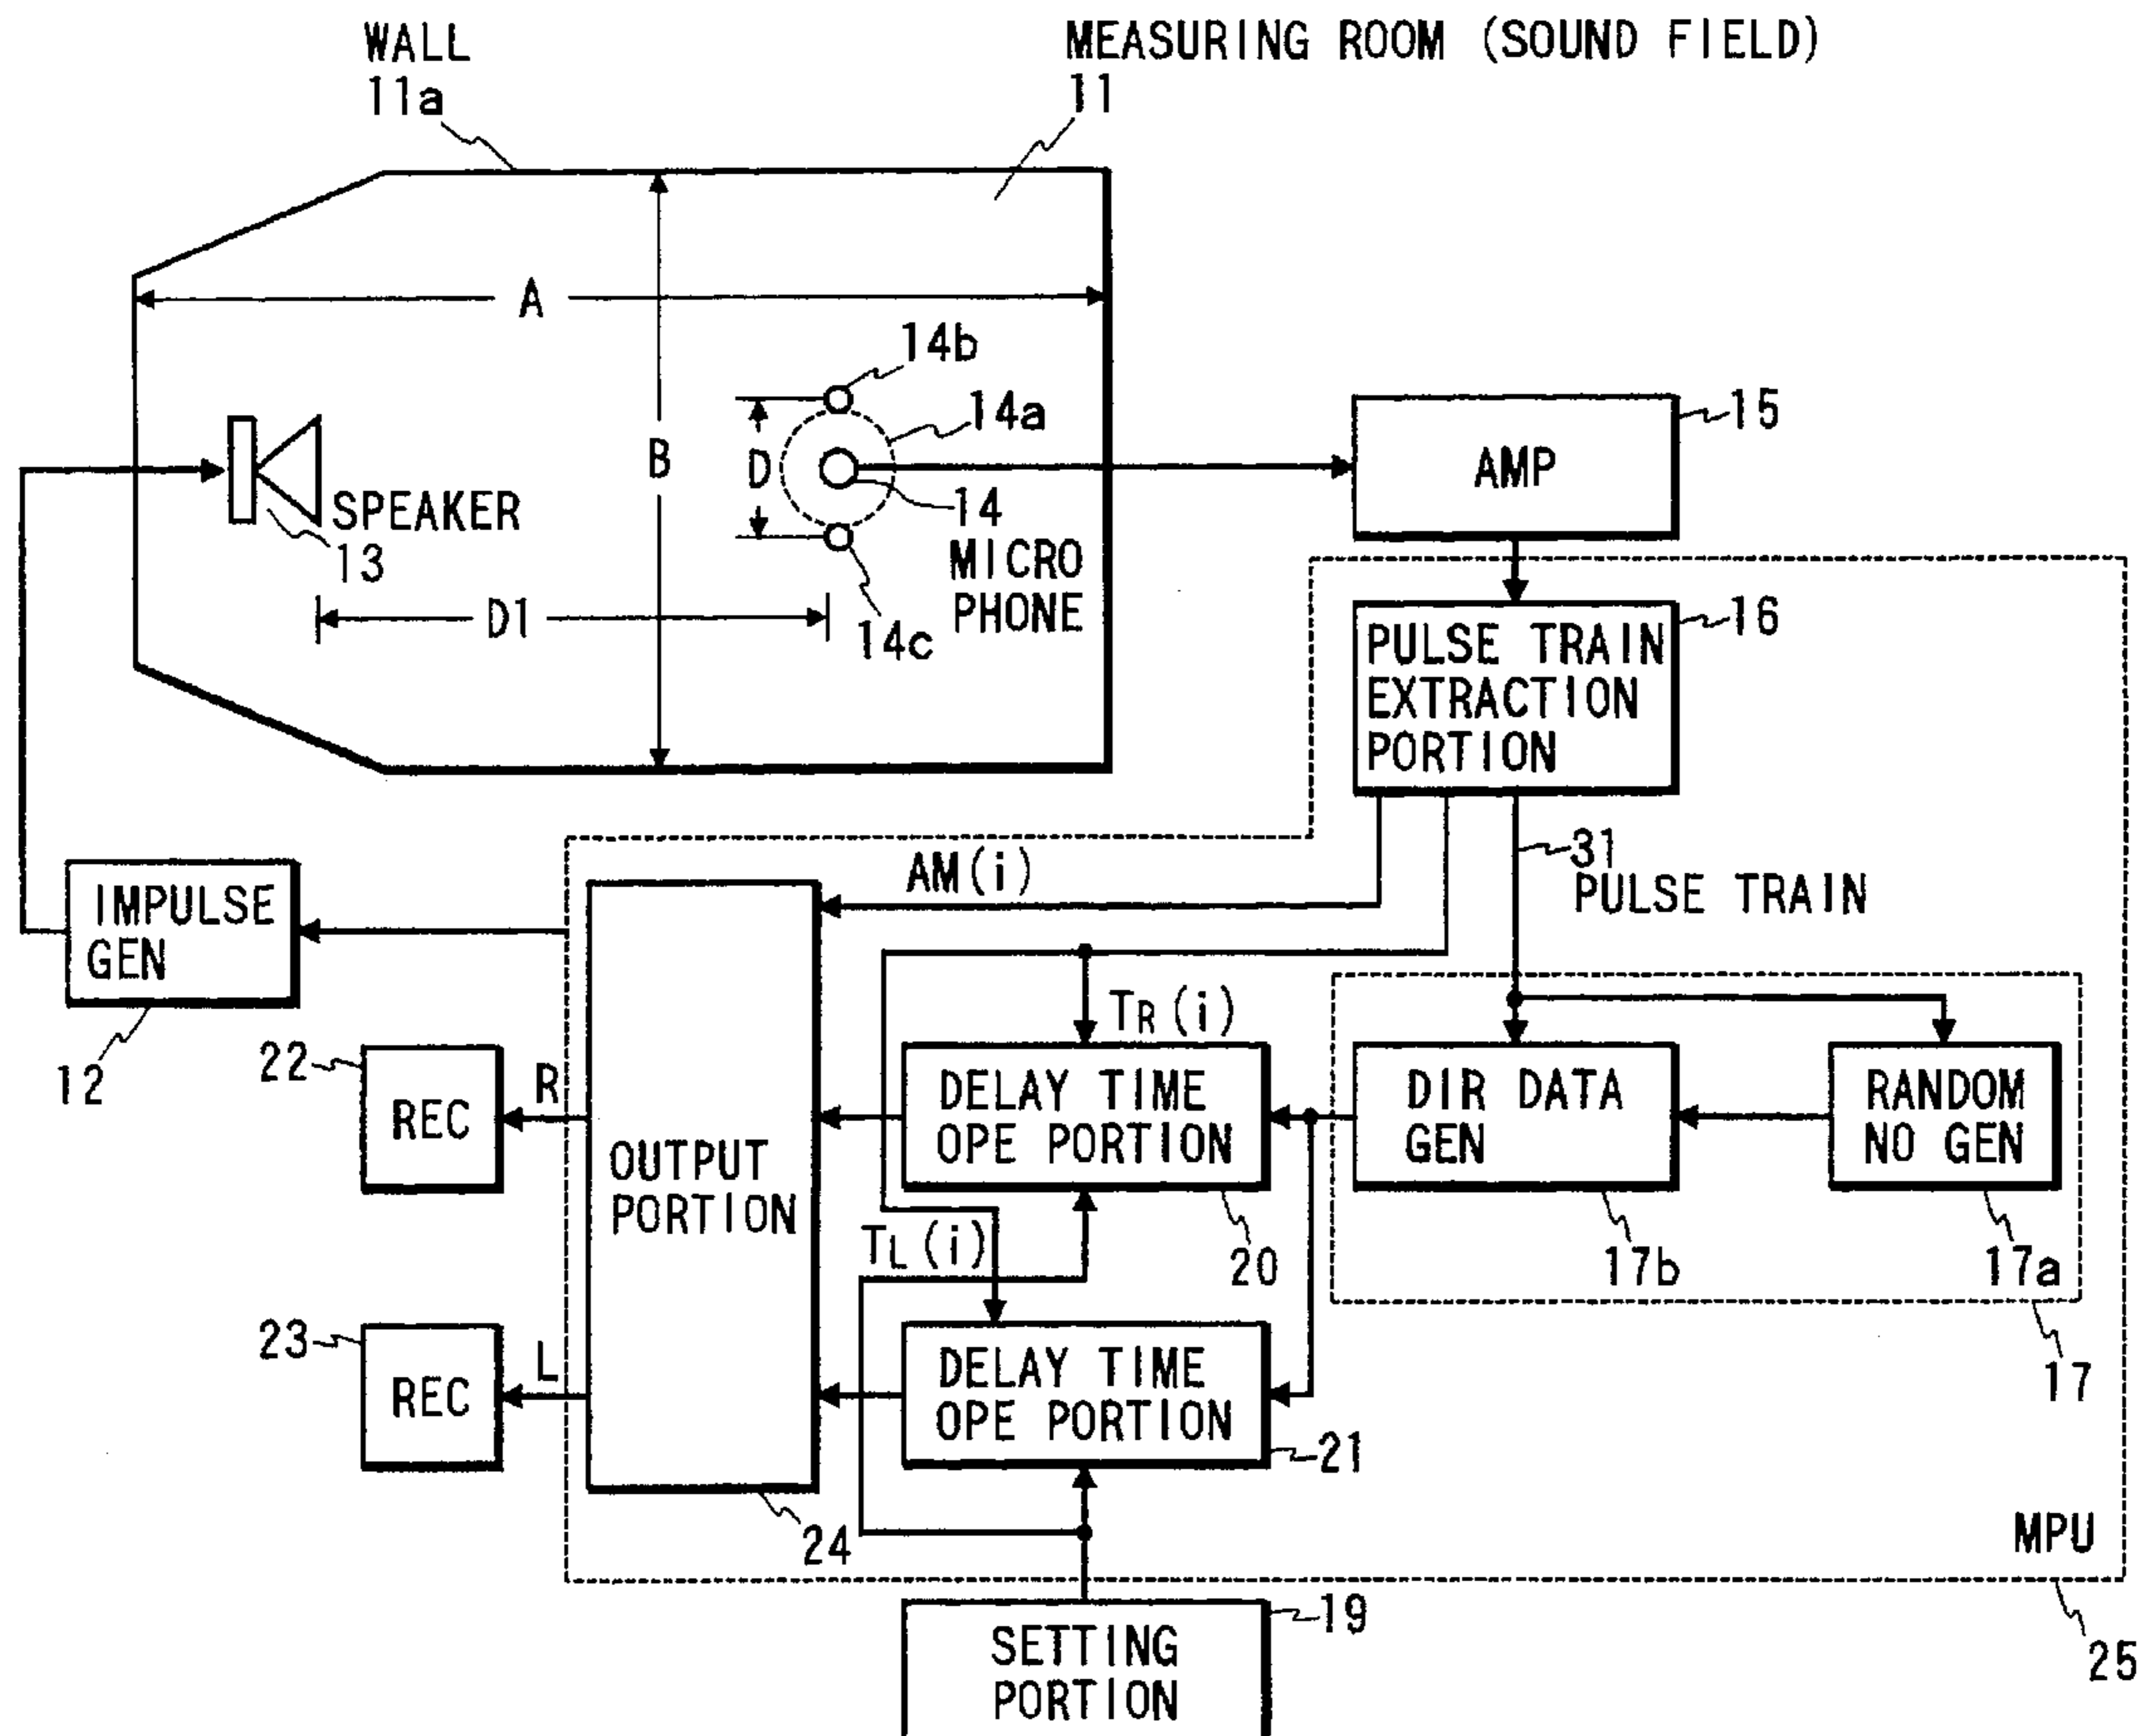 WALL
11a
MEASURING ROOM (SOUND FIELD)
11
A
B
14b
14a
D
14
MICRO
PHONE
14c
SPEAKER
13
D1
15
AMP
16
PULSE TRAIN
EXTRACTION
PORTION
31
PULSE TRAIN
IMPULSE
GEN
12
AM(i)
TR(i)
22
REC
R
OUTPUT
PORTION
DELAY TIME
OPE PORTION
20
DIR DATA
GEN
17b
RANDOM
NO GEN
17a
17
TL(i)
23
REC
L
DELAY TIME
OPE PORTION
21
24
MPU
25
19
SETTING
PORTION